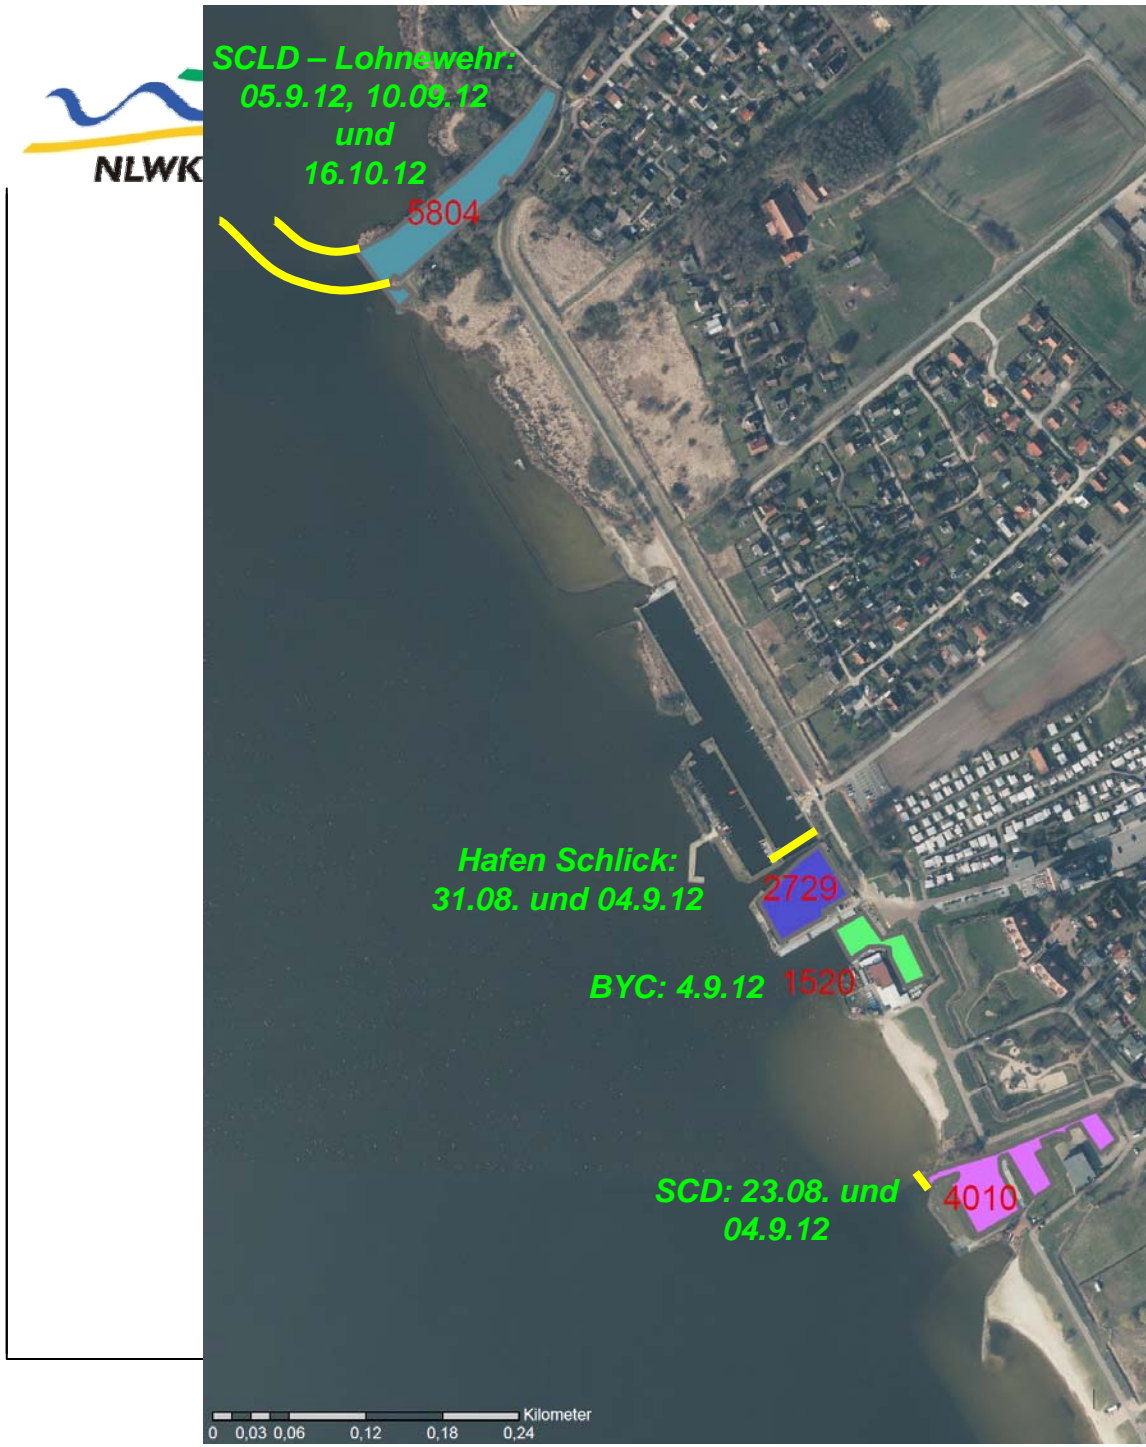 SCLD – Lohnewehr:
05.9.12, 10.09.12
und
16.10.12
NLWK
5804
Hafen Schlick:
31.08. und 04.9.12
2729
BYC: 4.9.12
1520
SCD: 23.08. und
04.9.12
4010
Kilometer
0 0,03 0,06 0,12 0,18 0,24